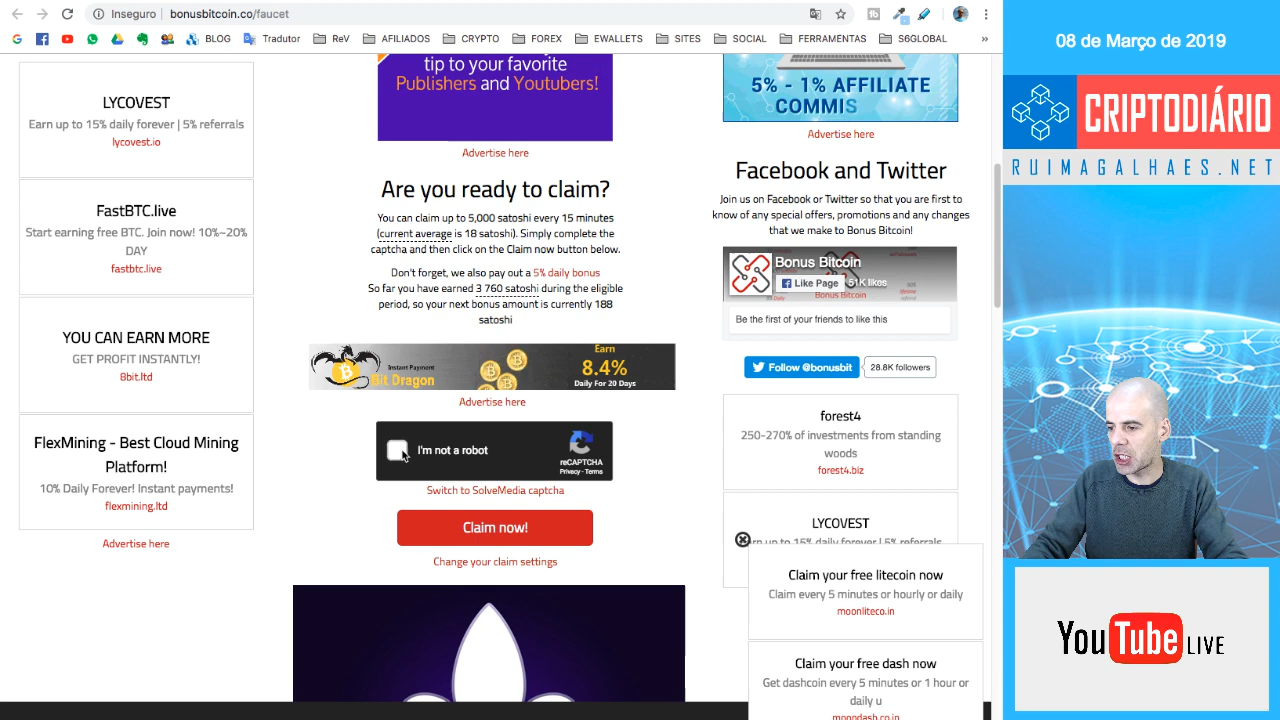 Inseguro
bonusbitcoin.co/faucet
BLOG
Tradutor
ReV
AFILIADOS
CRYPTO
FOREX
EWALLETS
SITES
SOCIAL
FERRAMENTAS
S6GLOBAL
»
LYCOVEST
Earn up to 15% daily forever | 5% referrals
lycovest.io
FastBTC.live
Start earning free BTC. Join now! 10%~20%
DAY
fastbtc.live
YOU CAN EARN MORE
GET PROFIT INSTANTLY!
8bit.ltd
FlexMining - Best Cloud Mining
Platform!
10% Daily Forever! Instant payments!
flexmining.ltd
Advertise here
tip to your favorite
Publishers and Youtubers!
Advertise here
Are you ready to claim?
You can claim up to 5,000 satoshi every 15 minutes
(current average is 18 satoshi). Simply complete the
captcha and then click on the Claim now button below.
Don't forget, we also pay out a 5% daily bonus
So far you have earned 3 760 satoshi during the eligible
period, so your next bonus amount is currently 188
satoshi
Instant Payment
Bit Dragon
Earn
8.4%
Daily For 20 Days
Advertise here
I'm not a robot
reCAPTCHA
Privacy - Terms
Switch to SolveMedia captcha
Claim now!
Change your claim settings
5% - 1% AFFILIATE
COMMIS
Advertise here
Facebook and Twitter
Join us on Facebook or Twitter so that you are first to
know of any special offers, promotions and any changes
that we make to Bonus Bitcoin!
Bonus Bitcoin
Like Page
51K likes
Bonus Bitcoin
Be the first of your friends to like this
Follow @bonusbit
28.8K followers
forest4
250-270% of investments from standing
woods
forest4.biz
LYCOVEST
up to 15% daily forever | 5% referrals
Claim your free litecoin now
Claim every 5 minutes or hourly or daily
moonliteco.in
Claim your free dash now
Get dashcoin every 5 minutes or 1 hour or
daily u
moondash.co.in
08 de Março de 2019
CRIPTODIÁRIO
RUIMAGALHAES.NET
YouTube LIVE